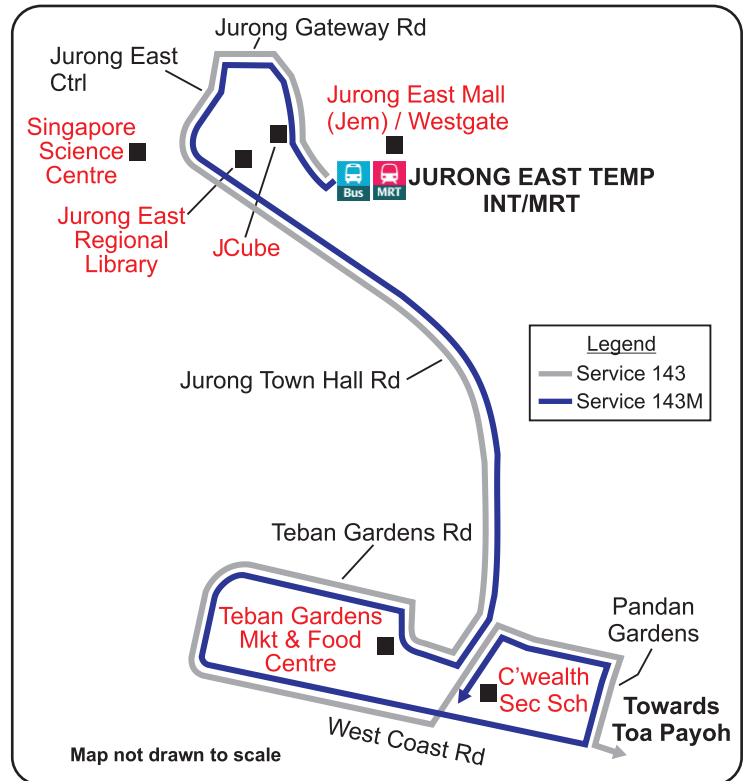 Jurong Gateway Rd
Jurong East
Ctrl
Jurong East Mall
(Jem) / Westgate
Singapore
Science
Centre
Bus
MRT
JURONG EAST TEMP
INT/MRT
Jurong East
Regional
Library
JCube
Legend
Service 143
Service 143M
Jurong Town Hall Rd
Teban Gardens Rd
Teban Gardens
Mkt & Food
Centre
Pandan
Gardens
C'wealth
Sec Sch
Towards
Toa Payoh
West Coast Rd
Map not drawn to scale